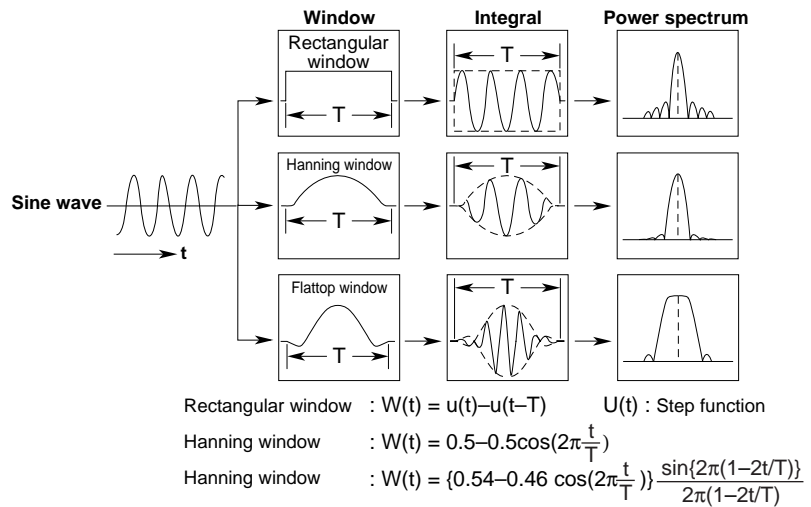 Window Integral Power spectrum
Rectangular
window
T
T
Hanning window
T
T
Sine wave
t
Flattop window
T
T
Rectangular window : W(t) = u(t)–u(t–T) U(t) : Step function
Hanning window : W(t) = 0.5–0.5cos(2π t/T)
Hanning window : W(t) = {0.54–0.46 cos(2π t/T )} sin{2π(1–2t/T)} / 2π(1–2t/T)